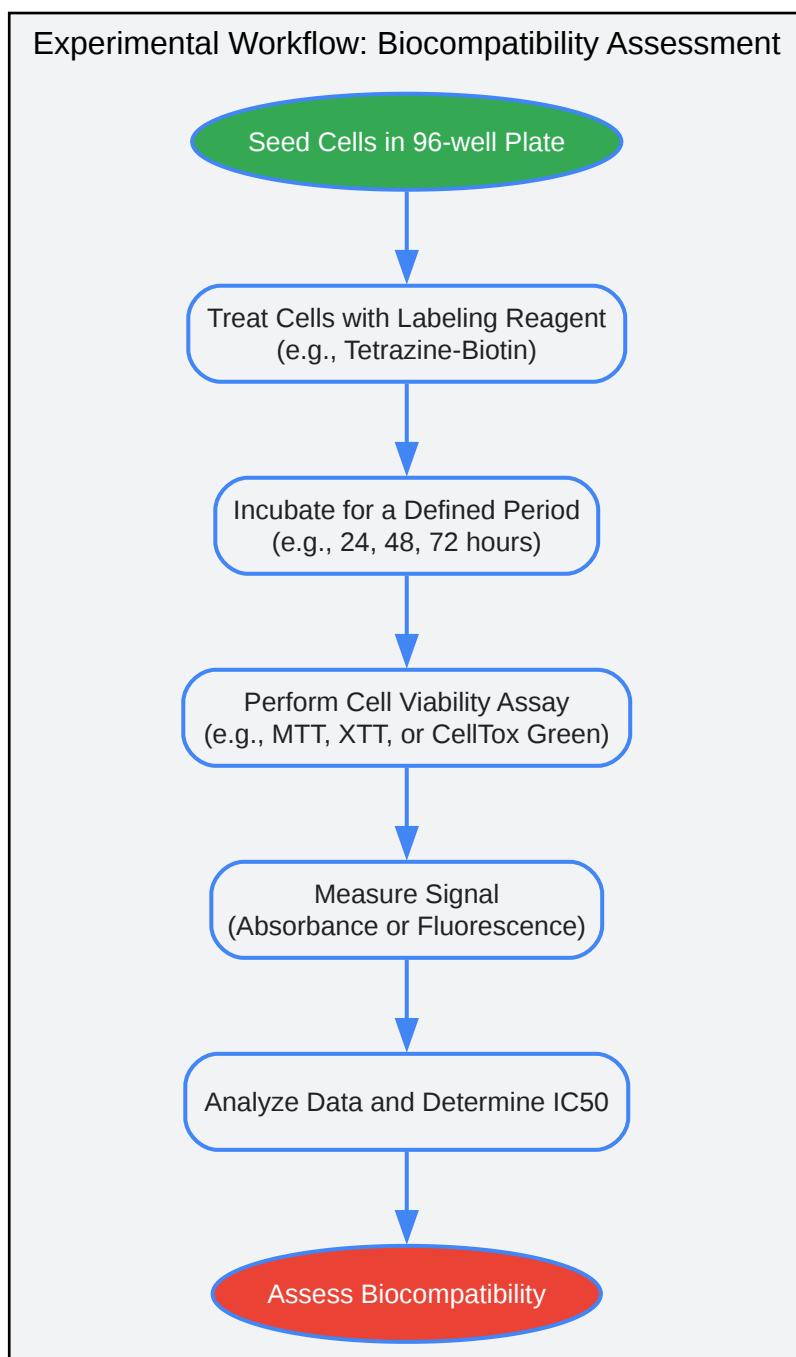 Experimental Workflow: Biocompatibility Assessment
Seed Cells in 96-well Plate
Treat Cells with Labeling Reagent
(e.g., Tetrazine-Biotin)
Incubate for a Defined Period
(e.g., 24, 48, 72 hours)
Perform Cell Viability Assay
(e.g., MTT, XTT, or CellTox Green)
Measure Signal
(Absorbance or Fluorescence)
Analyze Data and Determine IC50
Assess Biocompatibility